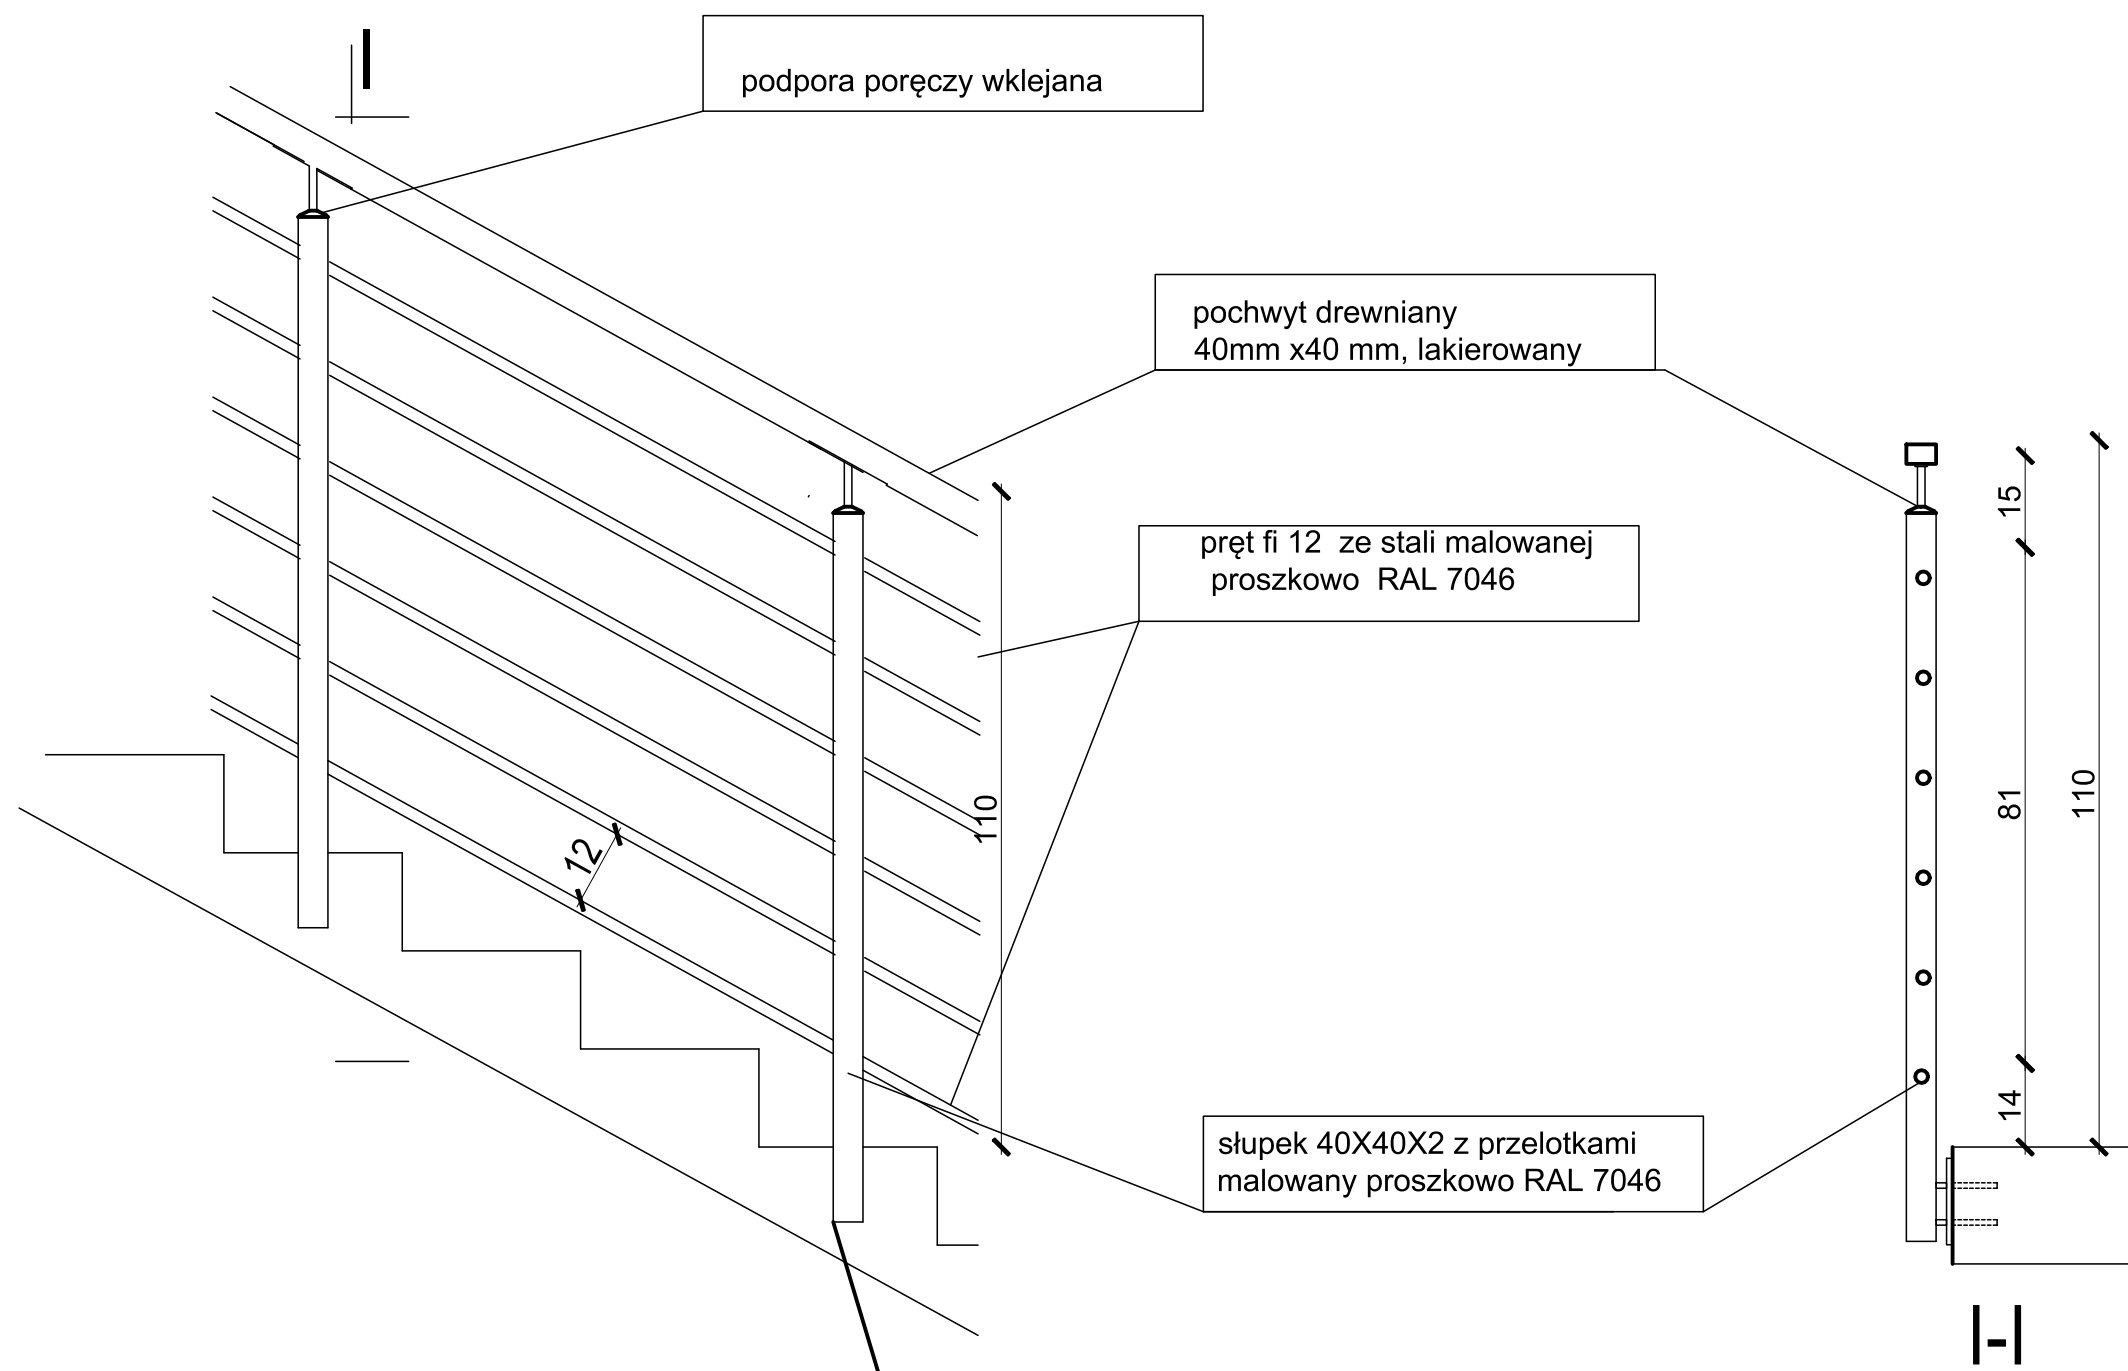 I
podpora poręczy wklejana
pochwyt drewniany
40mm x40 mm, lakierowany
pręt fi 12 ze stali malowanej
proszkowo RAL 7046
15
81
110
14
110
12
słupek 40X40X2 z przelotkami
malowany proszkowo RAL 7046
I-I